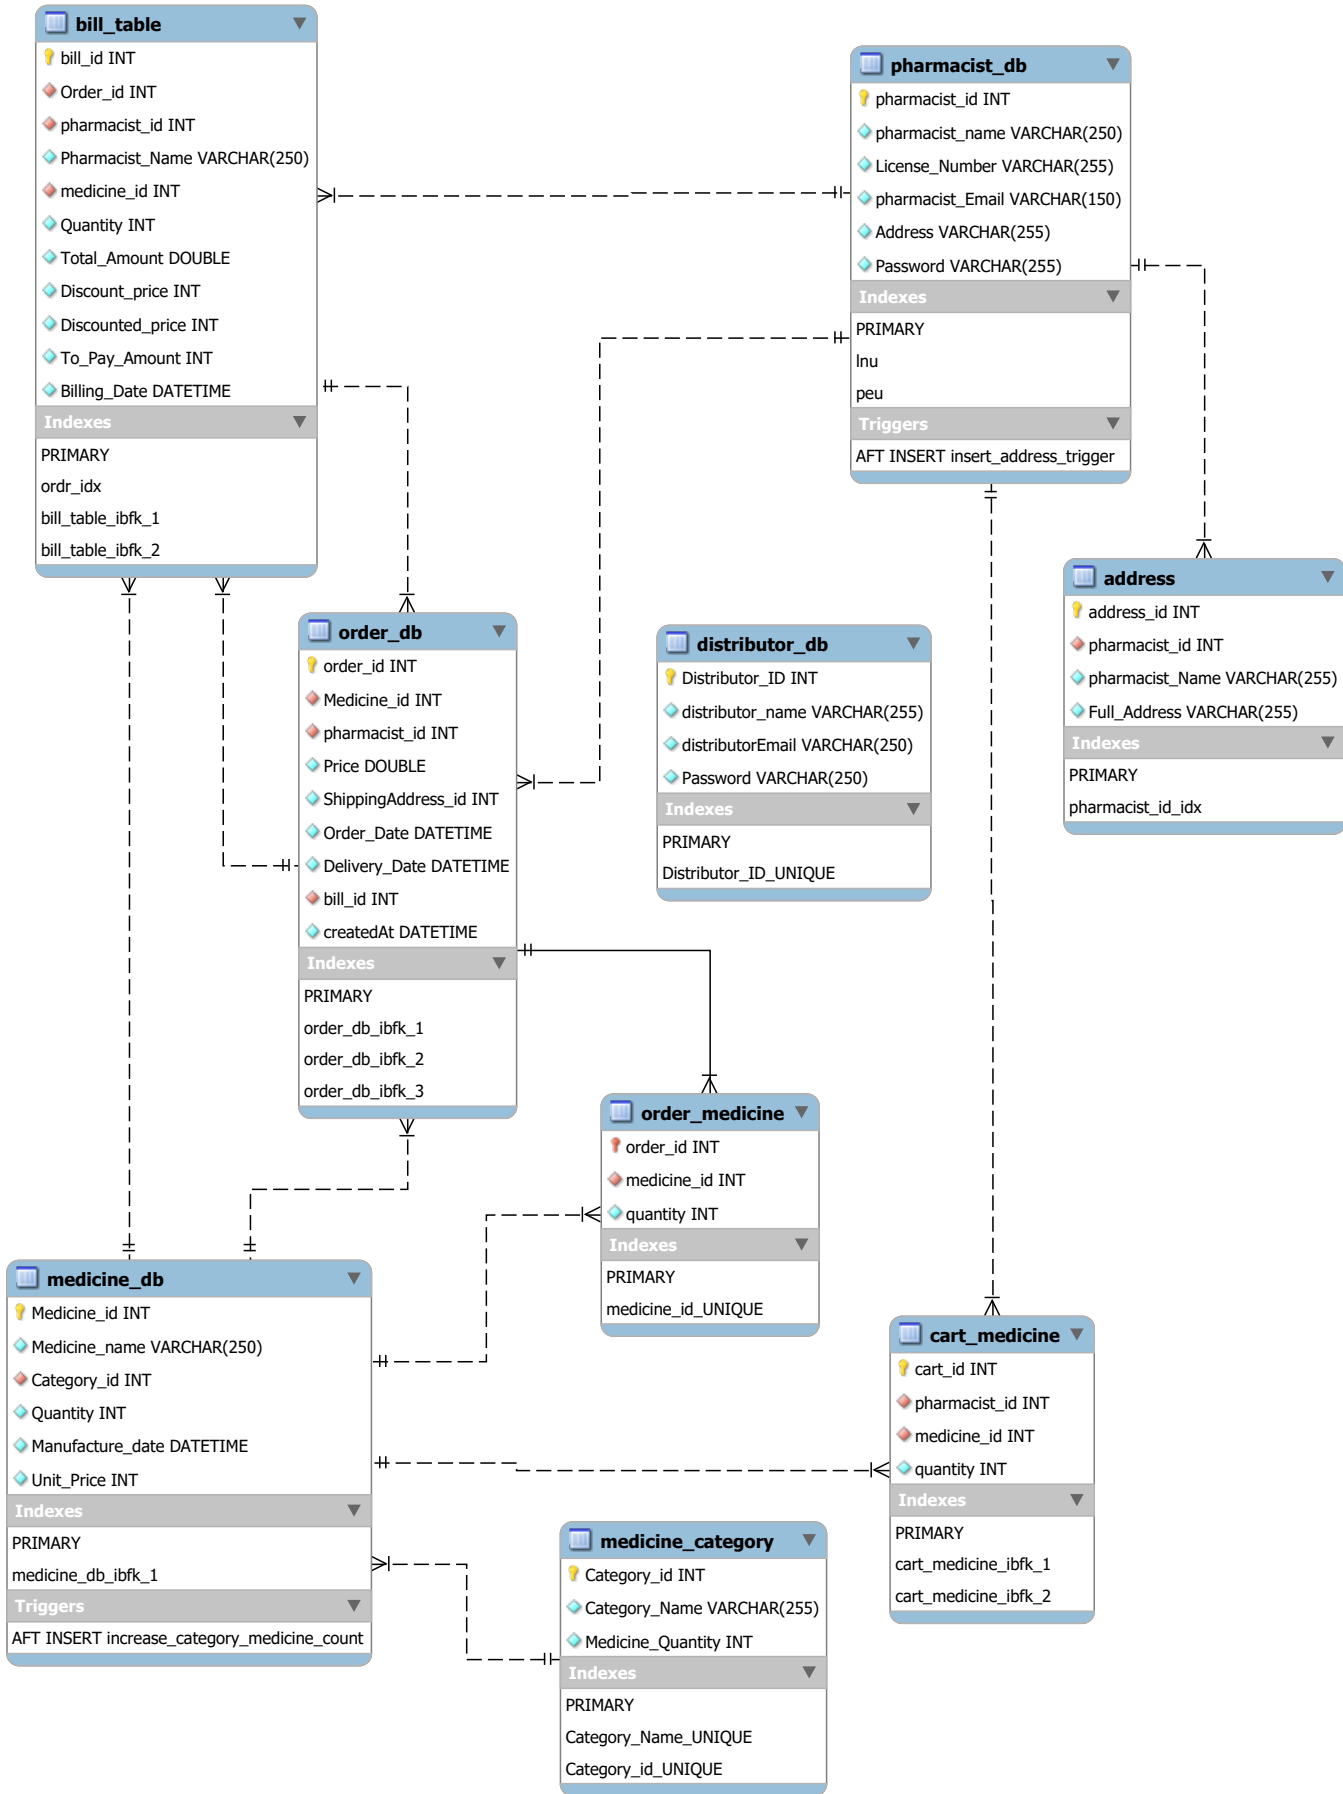 bill_table
bill_id INT
Order_id INT
pharmacist_id INT
Pharmacist_Name VARCHAR(250)
medicine_id INT
Quantity INT
Total_Amount DOUBLE
Discount_price INT
Discounted_price INT
To_Pay_Amount INT
Billing_Date DATETIME
Indexes
PRIMARY
ordr_idx
bill_table_ibfk_1
bill_table_ibfk_2
pharmacist_db
pharmacist_id INT
pharmacist_name VARCHAR(250)
License_Number VARCHAR(255)
pharmacist_Email VARCHAR(150)
Address VARCHAR(255)
Password VARCHAR(255)
Indexes
PRIMARY
lnu
peu
Triggers
AFT INSERT insert_address_trigger
address
address_id INT
pharmacist_id INT
pharmacist_Name VARCHAR(255)
Full_Address VARCHAR(255)
Indexes
PRIMARY
pharmacist_id_idx
order_db
order_id INT
Medicine_id INT
pharmacist_id INT
Price DOUBLE
ShippingAddress_id INT
Order_Date DATETIME
Delivery_Date DATETIME
bill_id INT
createdAt DATETIME
Indexes
PRIMARY
order_db_ibfk_1
order_db_ibfk_2
order_db_ibfk_3
distributor_db
Distributor_ID INT
distributor_name VARCHAR(255)
distributorEmail VARCHAR(250)
Password VARCHAR(250)
Indexes
PRIMARY
Distributor_ID_UNIQUE
order_medicine
order_id INT
medicine_id INT
quantity INT
Indexes
PRIMARY
medicine_id_UNIQUE
medicine_db
Medicine_id INT
Medicine_name VARCHAR(250)
Category_id INT
Quantity INT
Manufacture_date DATETIME
Unit_Price INT
Indexes
PRIMARY
medicine_db_ibfk_1
Triggers
AFT INSERT increase_category_medicine_count
cart_medicine
cart_id INT
pharmacist_id INT
medicine_id INT
quantity INT
Indexes
PRIMARY
cart_medicine_ibfk_1
cart_medicine_ibfk_2
medicine_category
Category_id INT
Category_Name VARCHAR(255)
Medicine_Quantity INT
Indexes
PRIMARY
Category_Name_UNIQUE
Category_id_UNIQUE